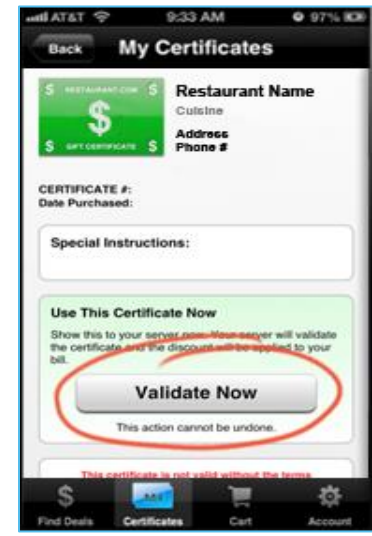 AT&T 9:33 AM 97%
Back My Certificates
$ RESTAURANT.COM $
$
$ GIFT CERTIFICATE $
Restaurant Name
Cuisine
Address
Phone #
CERTIFICATE #:
Date Purchased:
Special Instructions:
Use This Certificate Now
Show this to your server now. Your server will validate
the certificate and the discount will be applied to your
bill.
Validate Now
This action cannot be undone.
This certificate is not valid without the terms
$
Find Deals Certificates Cart Account